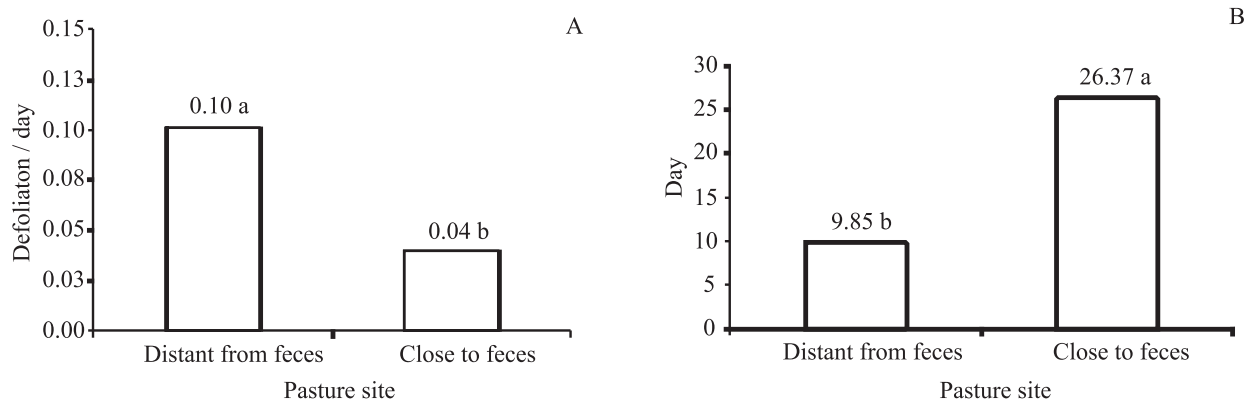 A
0.15
0.13
0.10
0.08
0.05
0.03
0.00
Defoliaton / day
0.10 a
0.04 b
Distant from feces
Close to feces
Pasture site
B
30
25
20
15
10
5
0
Day
9.85 b
26.37 a
Distant from feces
Close to feces
Pasture site